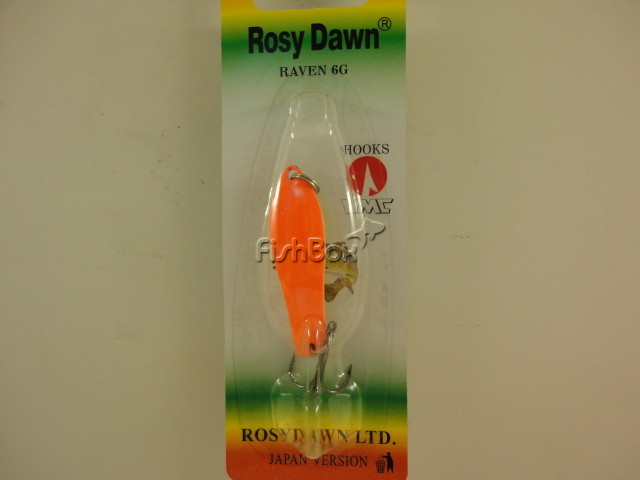 Rosy Dawn®
RAVEN 6G
HOOKS
VMC
FishBox
ROSYDAWN LTD.
JAPAN VERSION